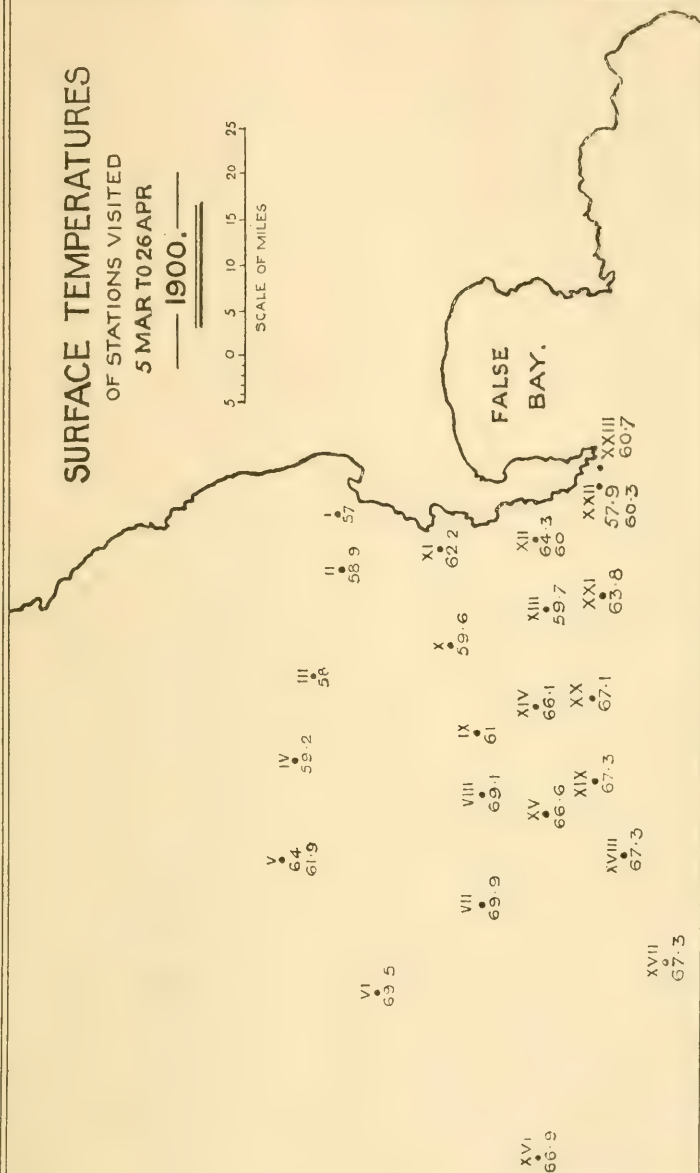 SURFACE TEMPERATURES
OF STATIONS VISITED
5 MAR TO 26 APR
1900.
5 0 5 10 15 20 25
SCALE OF MILES
FALSE
BAY.
I
57
II
58.9
III
58
IV
59.2
V
64
61.9
VI
69.5
VII
69.9
VIII
69.1
IX
61
X
59.6
XI
62.2
XII
64.3
60
XIII
59.7
XIV
66.1
XV
66.6
XVI
66.9
XVII
67.3
XVIII
67.3
XIX
67.3
XX
67.1
XXI
63.8
XXII
57.9
60.3
XXIII
60.7